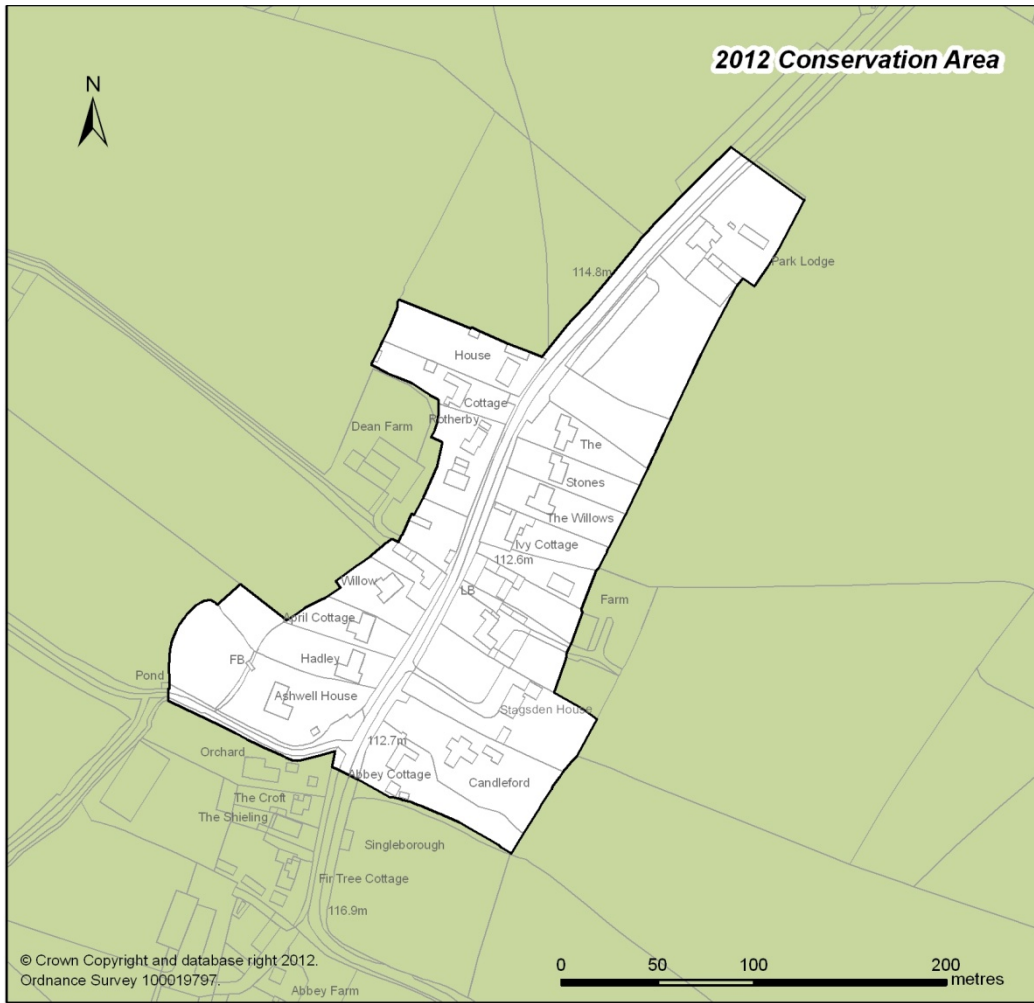 2012 Conservation Area
N
Park Lodge
114.8m
House
Cottage
Rotherby
Dean Farm
The
Stones
The Willows
Ivy Cottage
112.6m
Willow
LB
Farm
April Cottage
FB
Hadley
Pond
Ashwell House
Stagsden House
112.7m
Orchard
Abbey Cottage
Candleford
The Croft
The Shieling
Singleborough
Fir Tree Cottage
116.9m
© Crown Copyright and database right 2012.
Ordnance Survey 100019797.
Abbey Farm
0 50 100 200
metres